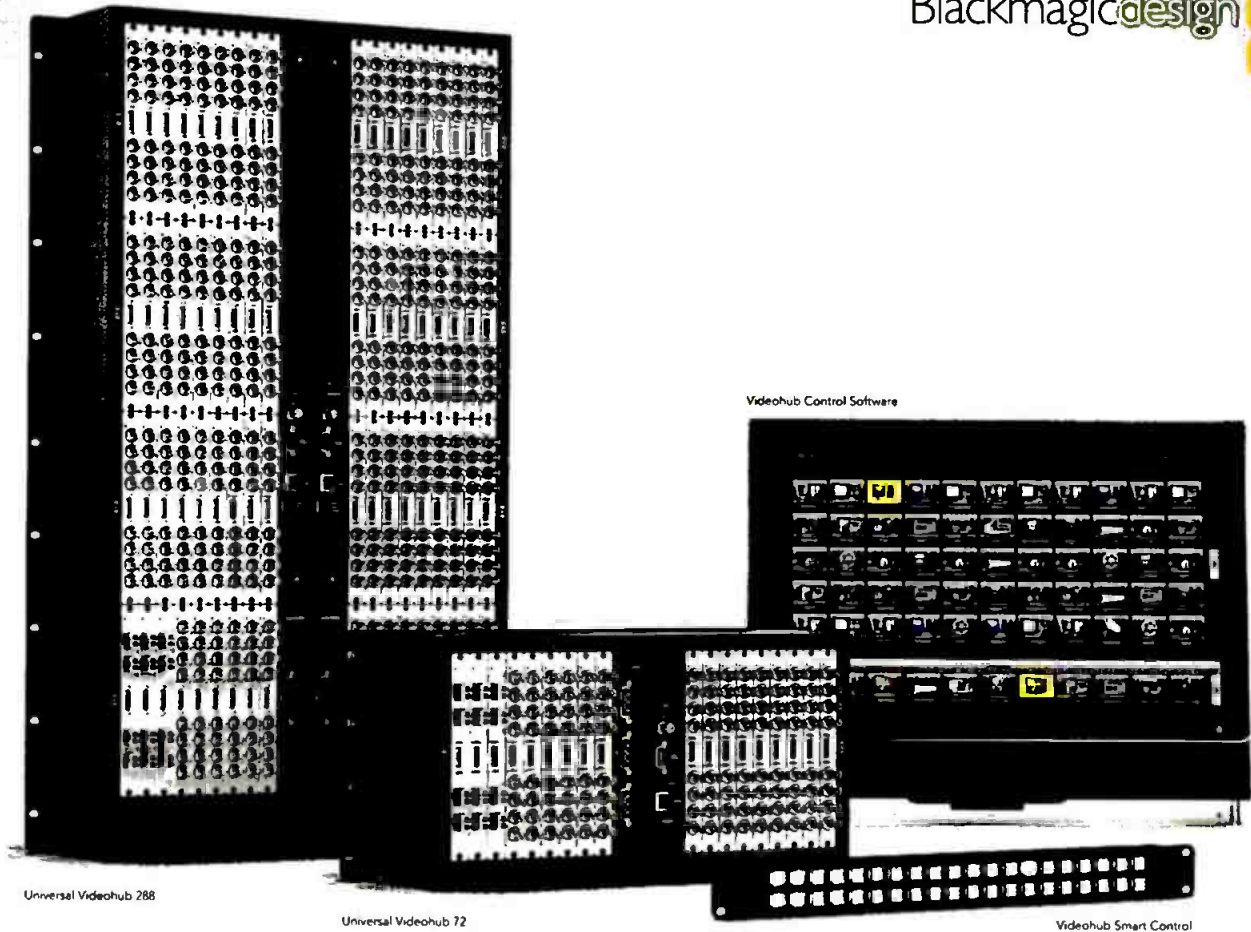 Blackmagicdesign
Videohub Control Software
Universal Videohub 288
Universal Videohub 72
Videohub Smart Control